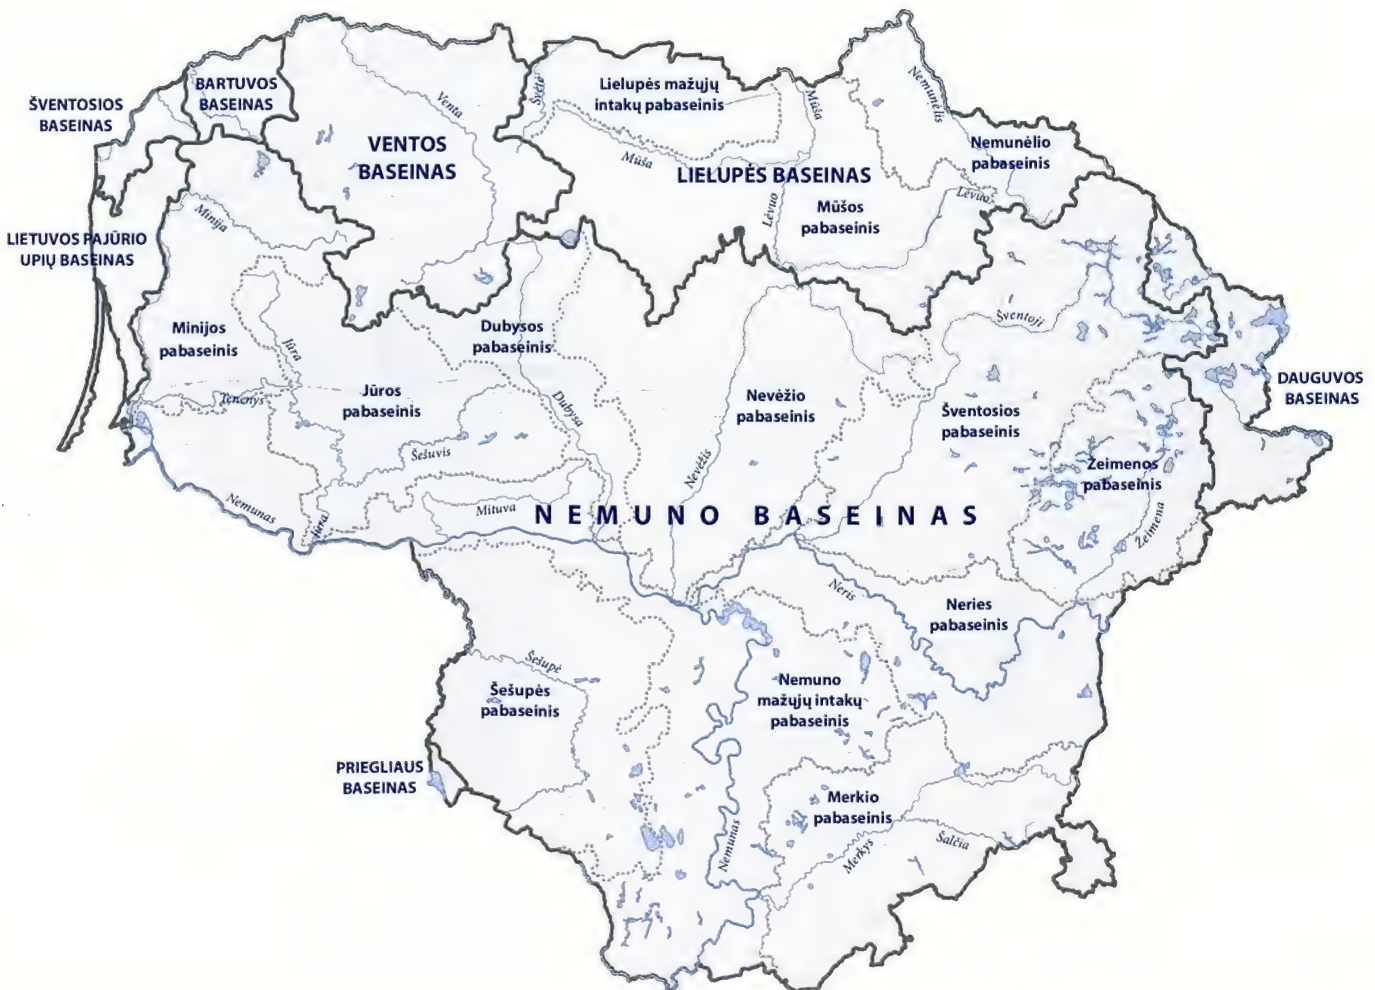 BARTUVOS
BASEINAS
ŠVENTOSIOS
BASEINAS
Venta
VENTOS
BASEINAS
Švėtė
Lielupės mažųjų
intakų pabaseinis
Mūša
Nemunėlis
Nemunėlio
pabaseinis
Mūša
LIELUPĖS BASEINAS
Lėvuo
Lėvuo
Mūšos
pabaseinis
Minija
LIETUVOS PAJŪRIO
UPIŲ BASEINAS
Minijos
pabaseinis
Jūra
Dubysos
pabaseinis
Šventoji
Tenenys
Jūros
pabaseinis
Dubysa
Nevėžio
pabaseinis
Šventosios
pabaseinis
DAUGUVOS
BASEINAS
Šešuvis
Nevėžis
Žeimenos
pabaseinis
Nemunas
Jūra
Mituva
NEMUNO BASEINAS
Žeimena
Neris
Neries
pabaseinis
Šešupė
Šešupės
pabaseinis
Nemuno
mažųjų intakų
pabaseinis
PRIEGLIAUS
BASEINAS
Merkio
pabaseinis
Nemunas
Merkys
Šalčia